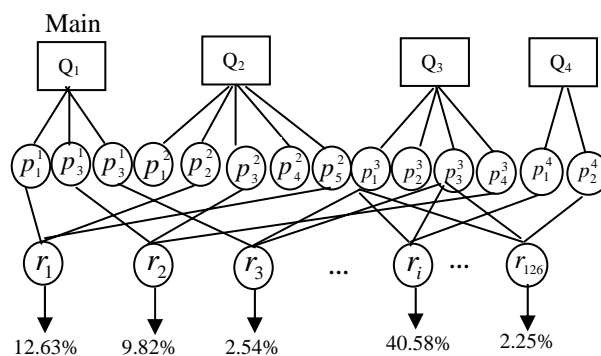 Main
Q₁ Q₂ Q₃ Q₄
p₁¹ p₃¹ p₃¹ p₁² p₂² p₃² p₄² p₅² p₁³ p₂³ p₃³ p₄³ p₁⁴ p₂⁴
r₁ r₂ r₃ ... rᵢ ... r₁₂₆
12.63% 9.82% 2.54% 40.58% 2.25%